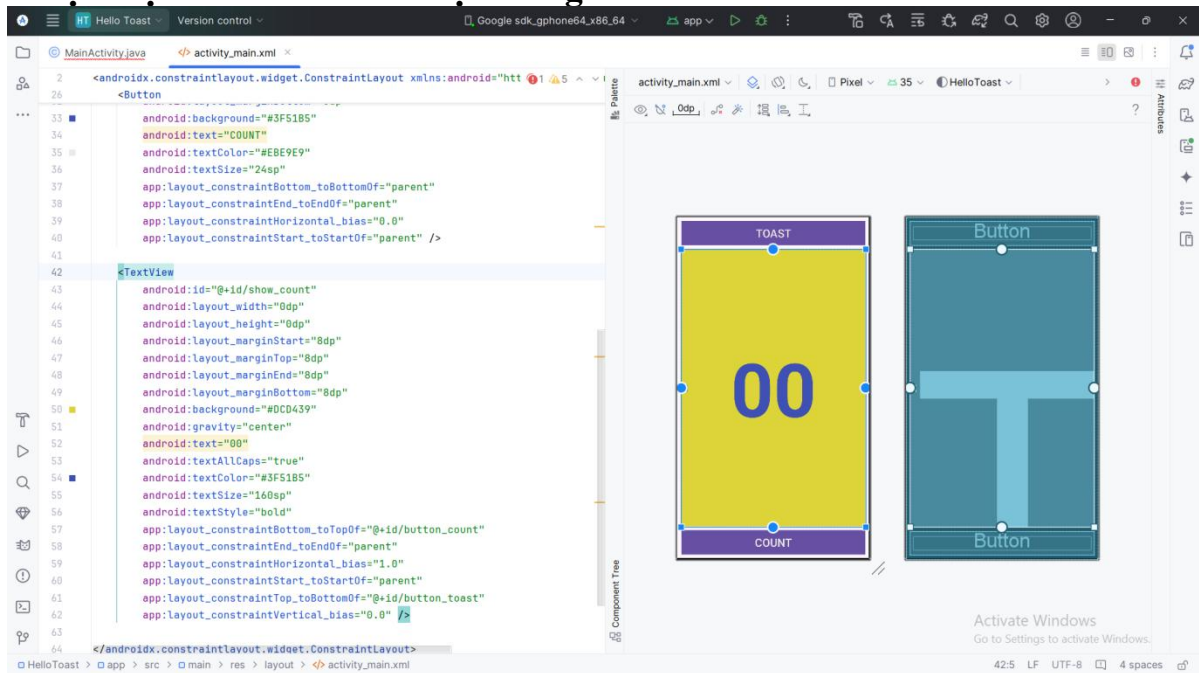 HT Hello Toast Version control Google sdk_gphone64_x86_64 app
MainActivity.java activity_main.xml
2 <androidx.constraintlayout.widget.ConstraintLayout xmlns:android="htt 1 5
26 <Button
33 android:background="#3F51B5"
34 android:text="COUNT"
35 android:textColor="#EBE9E9"
36 android:textSize="24sp"
37 app:layout_constraintBottom_toBottomOf="parent"
38 app:layout_constraintEnd_toEndOf="parent"
39 app:layout_constraintHorizontal_bias="0.0"
40 app:layout_constraintStart_toStartOf="parent" />
41
42 <TextView
43 android:id="@+id/show_count"
44 android:layout_width="0dp"
45 android:layout_height="0dp"
46 android:layout_marginStart="8dp"
47 android:layout_marginTop="8dp"
48 android:layout_marginEnd="8dp"
49 android:layout_marginBottom="8dp"
50 android:background="#DCD439"
51 android:gravity="center"
52 android:text="00"
53 android:textAllCaps="true"
54 android:textColor="#3F51B5"
55 android:textSize="160sp"
56 android:textStyle="bold"
57 app:layout_constraintBottom_toTopOf="@+id/button_count"
58 app:layout_constraintEnd_toEndOf="parent"
59 app:layout_constraintHorizontal_bias="1.0"
60 app:layout_constraintStart_toStartOf="parent"
61 app:layout_constraintTop_toBottomOf="@+id/button_toast"
62 app:layout_constraintVertical_bias="0.0" />
63
64 </androidx.constraintlayout.widget.ConstraintLayout>
Palette
Component Tree
activity_main.xml Pixel 35 HelloToast
0dp ?
Attributes
TOAST
00
COUNT
Button
Button
Activate Windows
Go to Settings to activate Windows.
HelloToast > app > src > main > res > layout > activity_main.xml 42:5 LF UTF-8 4 spaces